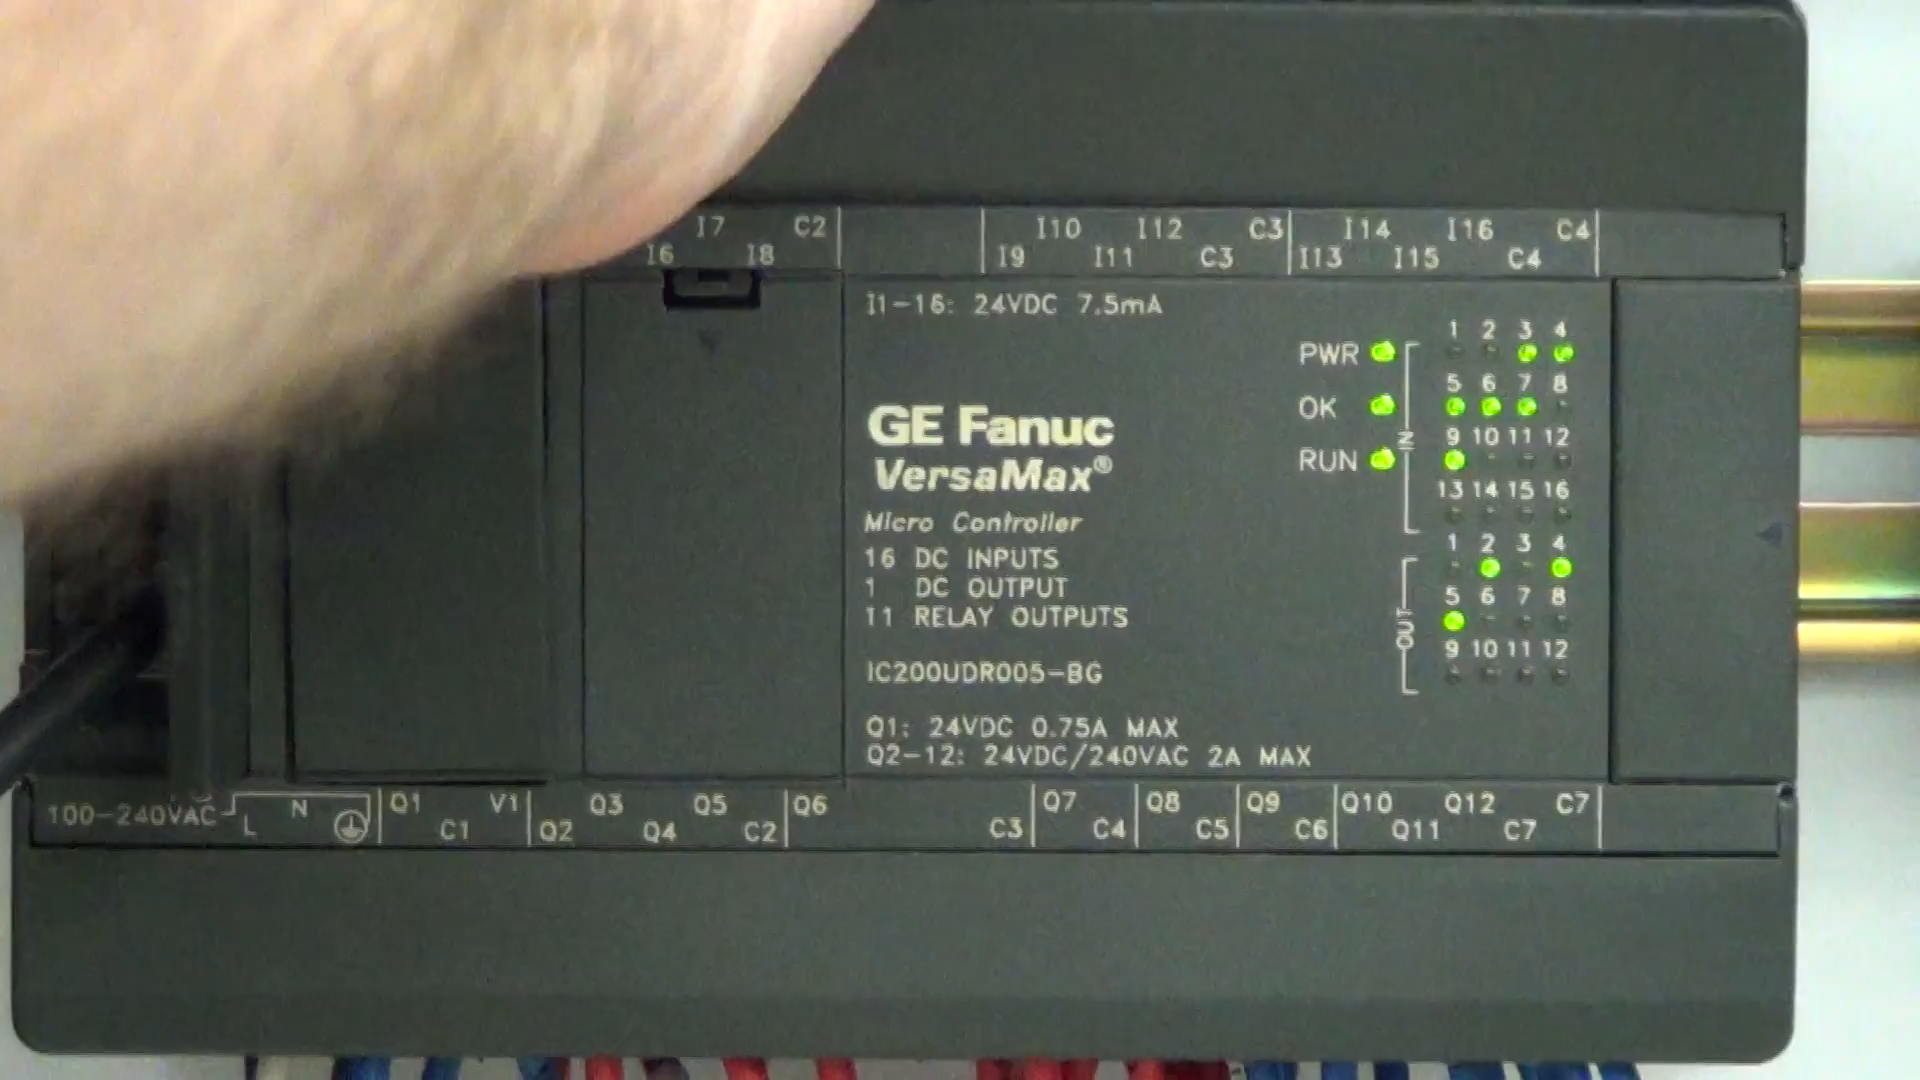 I7 C2
I6 I8
I10 I12 C3 I14 I16 C4
I9 I11 C3 I13 I15 C4
I1-16: 24VDC 7.5mA
GE Fanuc
VersaMax®
Micro Controller
16 DC INPUTS
1 DC OUTPUT
11 RELAY OUTPUTS
IC200UDR005-BG
Q1: 24VDC 0.75A MAX
Q2-12: 24VDC/240VAC 2A MAX
PWR
OK
RUN
IN
1 2 3 4
5 6 7 8
9 10 11 12
13 14 15 16
OUT
1 2 3 4
5 6 7 8
9 10 11 12
100-240VAC
L N
Q1 V1 Q3 Q5 Q6 Q7 Q8 Q9 Q10 Q12 C7
C1 Q2 Q4 C2 C3 C4 C5 C6 Q11 C7